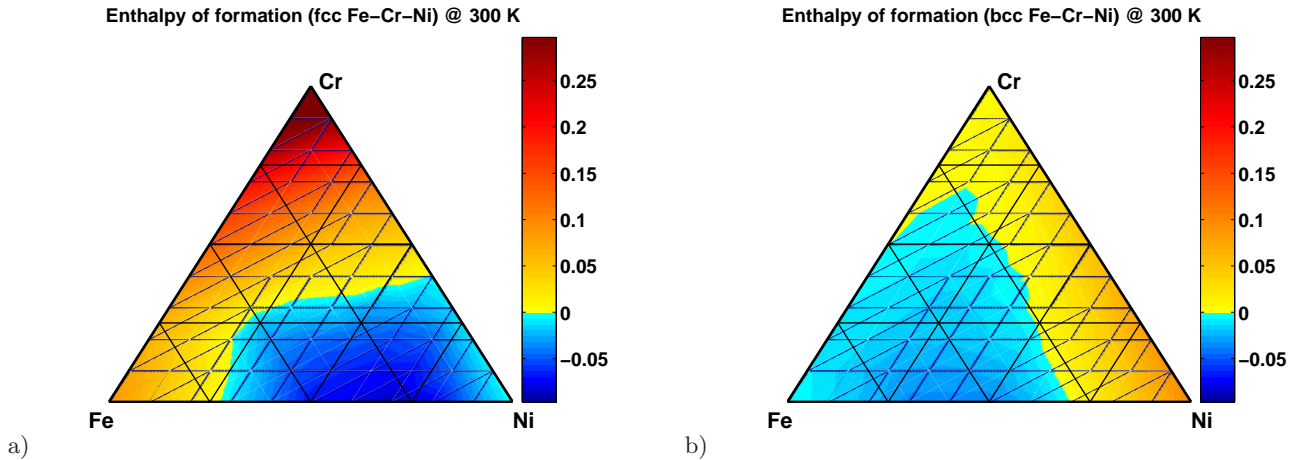 Enthalpy of formation (fcc Fe−Cr−Ni) @ 300 K
Cr
0.25
0.2
0.15
0.1
0.05
0
−0.05
Fe
Ni
a)
Enthalpy of formation (bcc Fe−Cr−Ni) @ 300 K
Cr
0.25
0.2
0.15
0.1
0.05
0
−0.05
Fe
Ni
b)